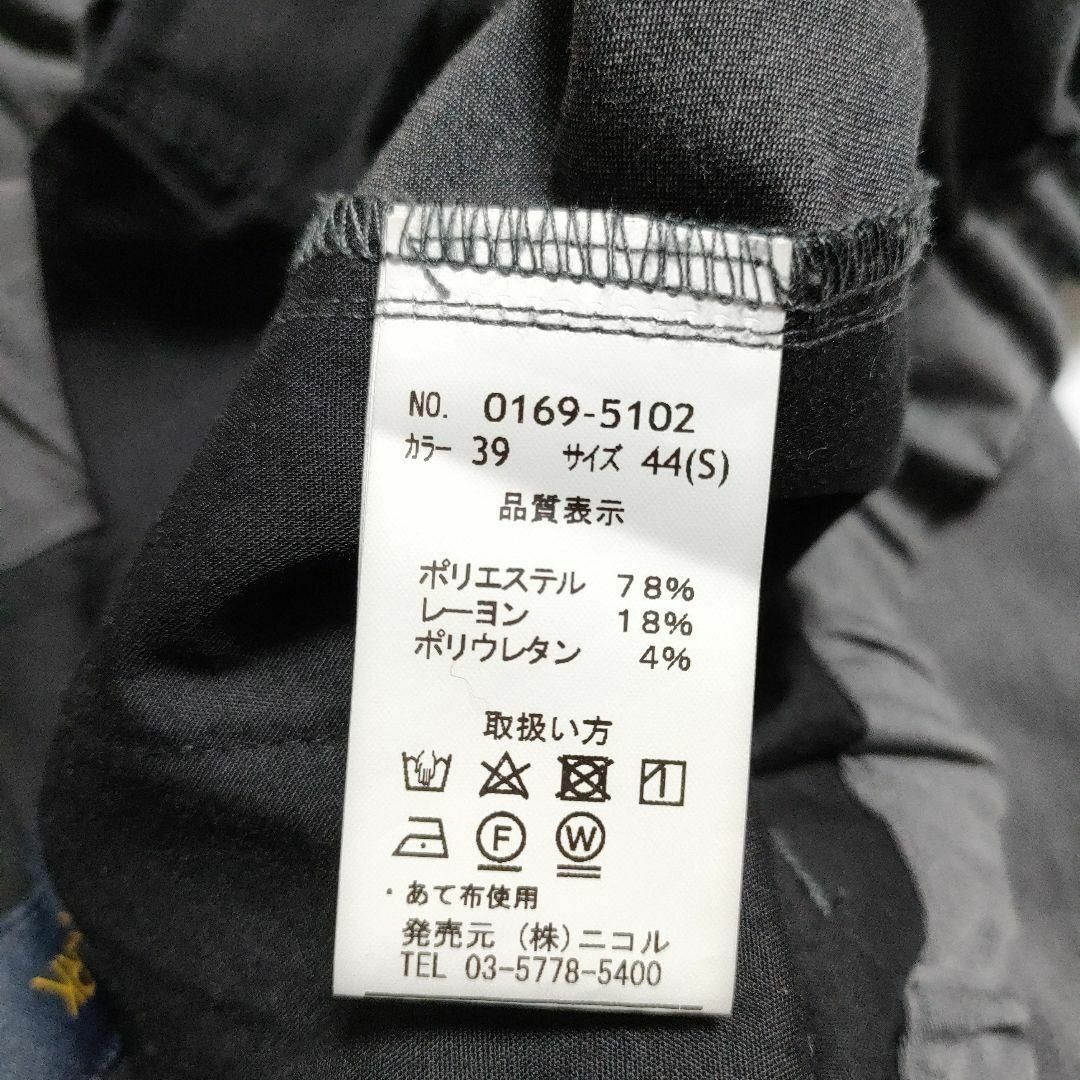 NO. 0169-5102
カラー 39 サイズ 44(S)
品質表示
ポリエステル 78%
レーヨン 18%
ポリウレタン 4%
取扱い方
F W
・あて布使用
発売元 (株)ニコル
TEL 03-5778-5400